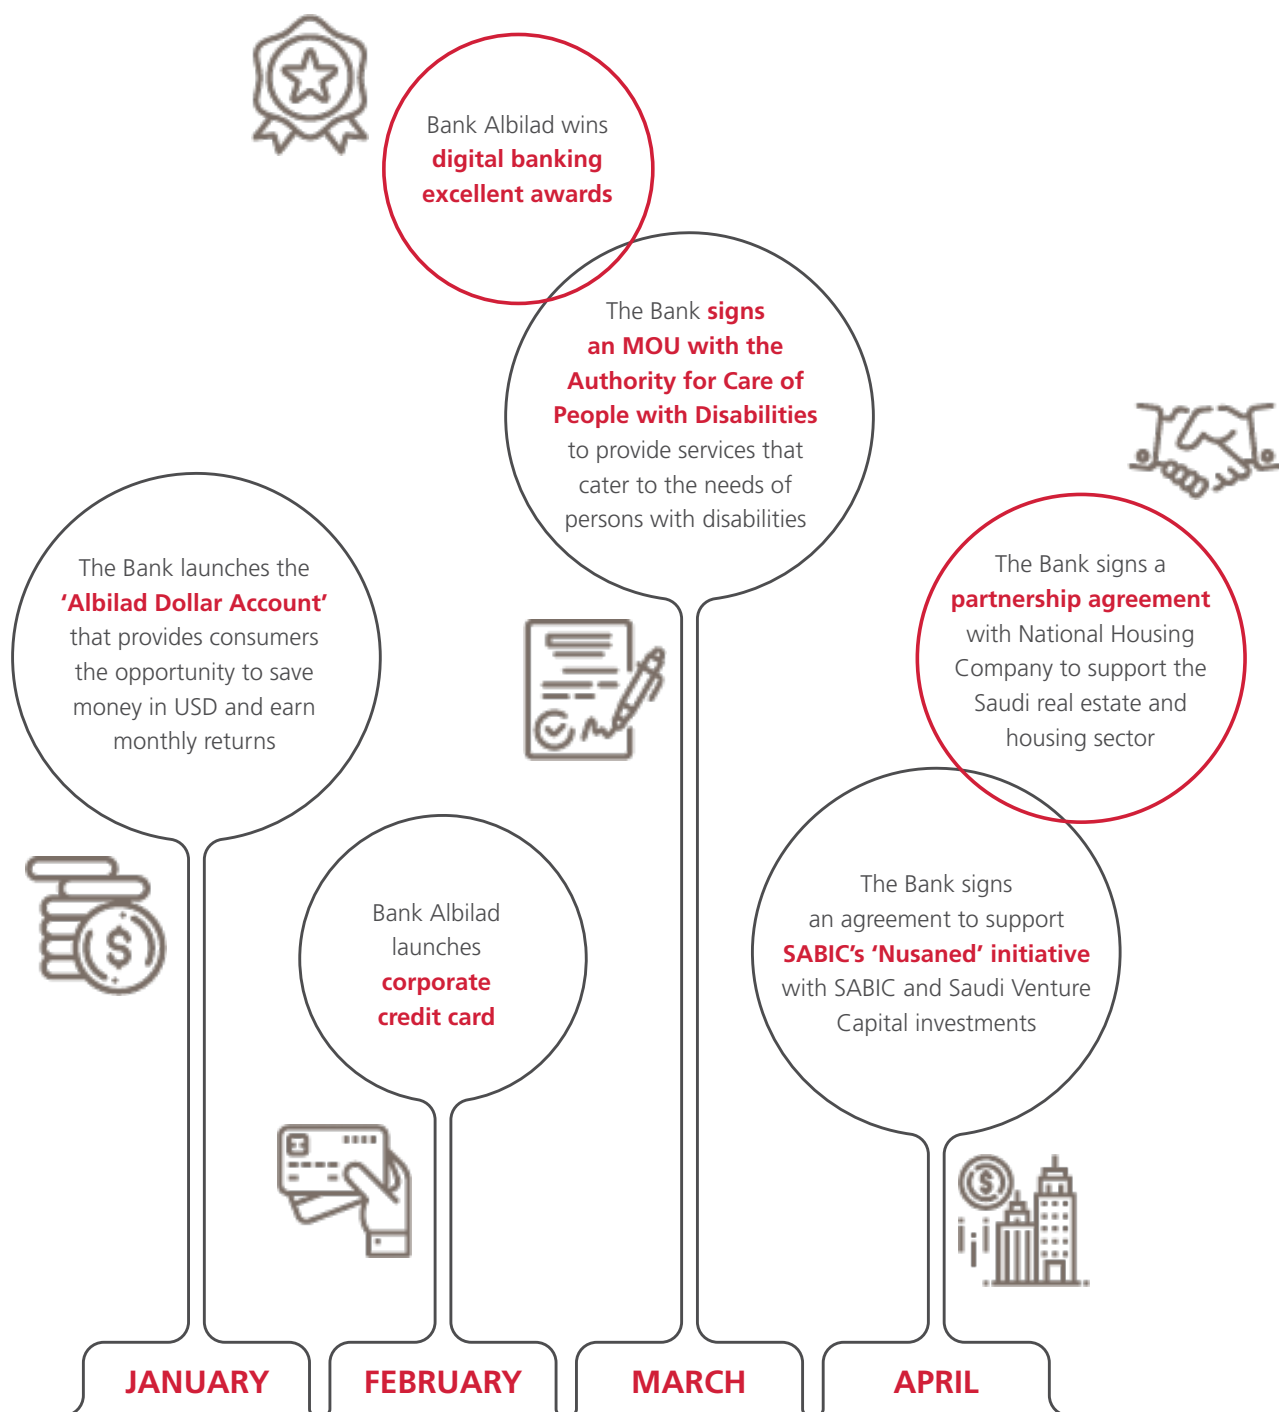 Bank Albilad wins
digital banking
excellent awards
The Bank signs
an MOU with the
Authority for Care of
People with Disabilities
to provide services that
cater to the needs of
persons with disabilities
The Bank launches the
‘Albilad Dollar Account’
that provides consumers
the opportunity to save
money in USD and earn
monthly returns
The Bank signs a
partnership agreement
with National Housing
Company to support the
Saudi real estate and
housing sector
Bank Albilad
launches
corporate
credit card
The Bank signs
an agreement to support
SABIC’s ‘Nusaned’ initiative
with SABIC and Saudi Venture
Capital investments
JANUARY
FEBRUARY
MARCH
APRIL